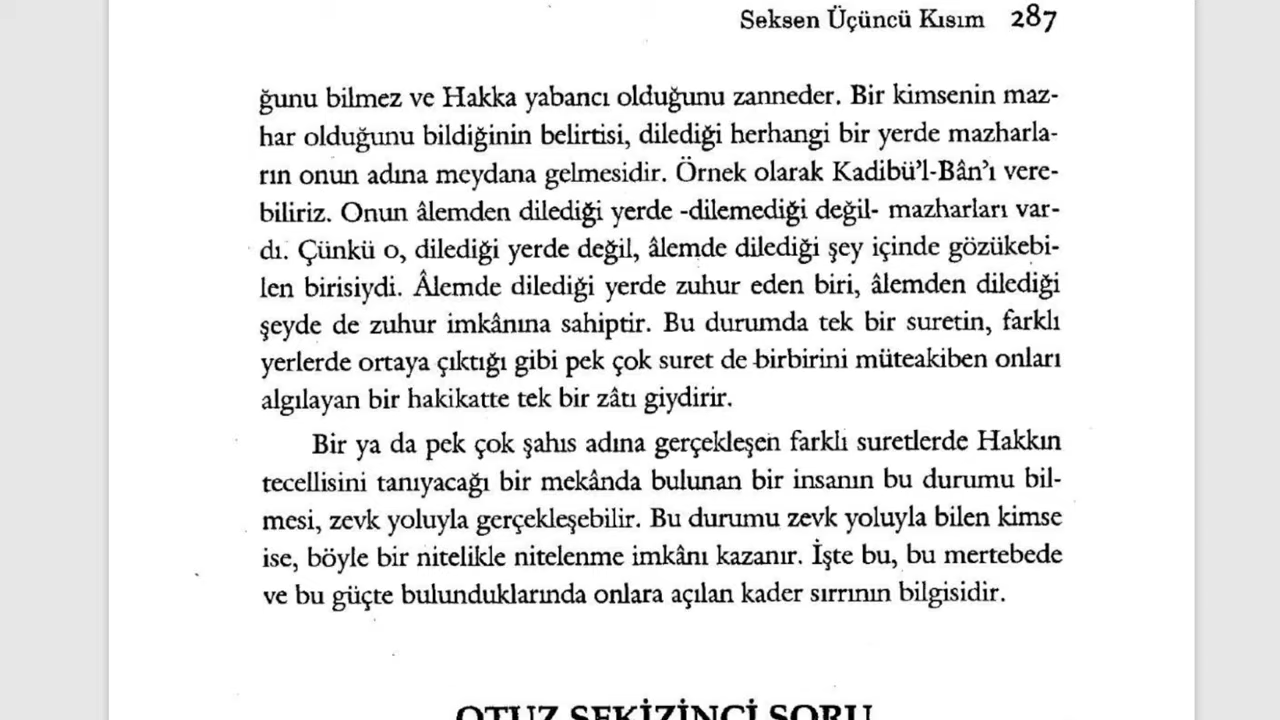 Seksen Üçüncü Kısım 287
ğunu bilmez ve Hakka yabancı olduğunu zanneder. Bir kimsenin maz-
har olduğunu bildiğinin belirtisi, dilediği herhangi bir yerde mazharla-
rın onun adına meydana gelmesidir. Örnek olarak Kadibü'l-Bân'ı vere-
biliriz. Onun âlemden dilediği yerde -dilemediği değil- mazharları var-
dı. Çünkü o, dilediği yerde değil, âlemde dilediği şey içinde gözükebi-
len birisiydi. Âlemde dilediği yerde zuhur eden biri, âlemden dilediği
şeyde de zuhur imkânına sahiptir. Bu durumda tek bir suretin, farklı
yerlerde ortaya çıktığı gibi pek çok suret de birbirini müteakiben onları
algılayan bir hakikatte tek bir zâtı giydirir.
Bir ya da pek çok şahıs adına gerçekleşen farklı suretlerde Hakkın
tecellisini tanıyacağı bir mekânda bulunan bir insanın bu durumu bil-
mesi, zevk yoluyla gerçekleşebilir. Bu durumu zevk yoluyla bilen kimse
ise, böyle bir nitelikle nitelenme imkânı kazanır. İşte bu, bu mertebede
ve bu güçte bulunduklarında onlara açılan kader sırrının bilgisidir.
OTUZ SEKİZİNCİ SORU